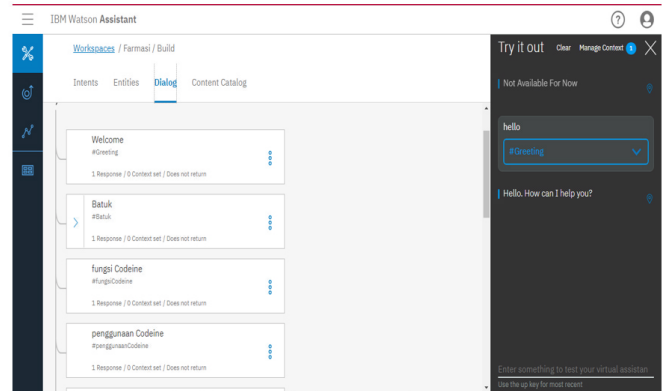 IBM Watson Assistant
Workspaces / Farmasi / Build
Intents Entities Dialog Content Catalog
Welcome
#Greeting
1 Response / 0 Context set / Does not return
Batuk
#Batuk
1 Response / 0 Context set / Does not return
fungsi Codeine
#fungsiCodeine
1 Response / 0 Context set / Does not return
penggunaan Codeine
#penggunaanCodeine
1 Response / 0 Context set / Does not return
Try it out Clear Manage Context 1
Not Available For Now
hello
#Greeting
Hello. How can I help you?
Enter something to test your virtual assistan
Use the up key for most recent